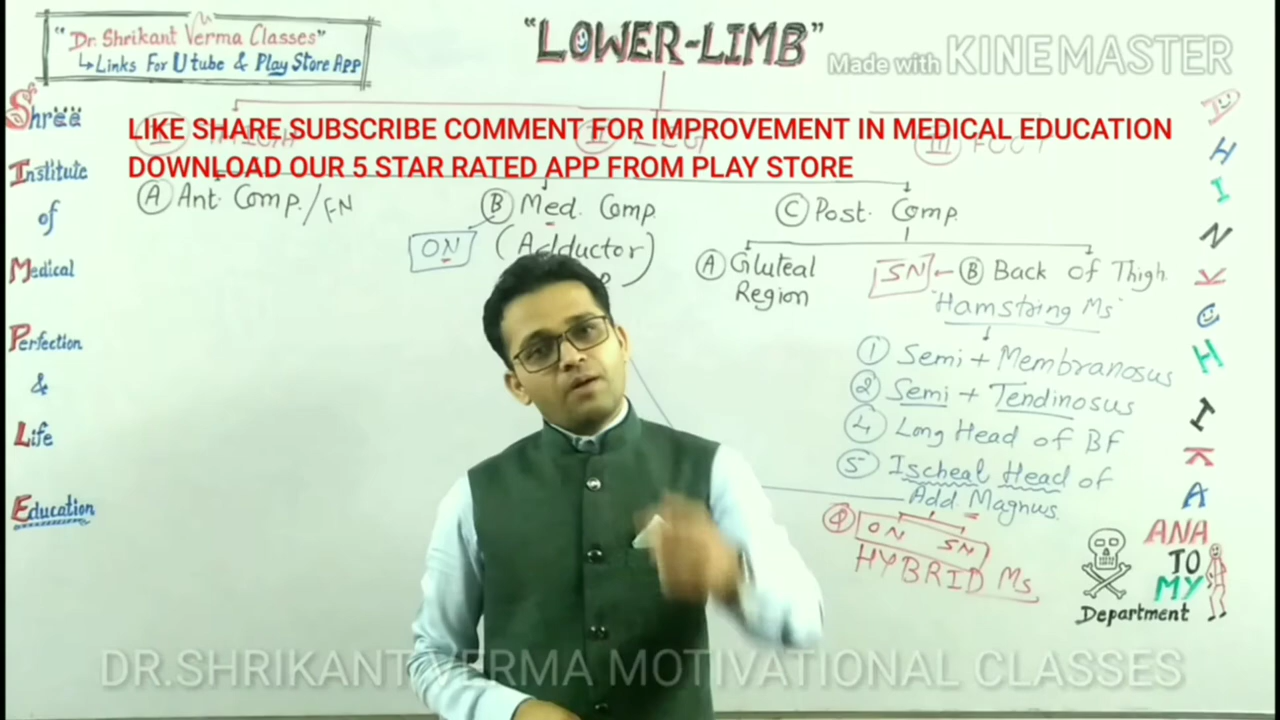 "Dr. Shrikant Verma Classes"
↳ Links For Utube & Play Store App
"LOWER-LIMB"
Made with KINEMASTER
Shree
Institute
of
Medical
Perfection
&
Life
Education
LIKE SHARE SUBSCRIBE COMMENT FOR IMPROVEMENT IN MEDICAL EDUCATION
DOWNLOAD OUR 5 STAR RATED APP FROM PLAY STORE
Ⓐ Ant. Comp./FN
Ⓑ Med. Comp.
ON
(Adductor
Ⓒ Post. Comp.
Ⓐ Gluteal
Region
SN ← Ⓑ Back of Thigh
"Hamstring Ms"
① Semi + Membranosus
② Semi + Tendinosus
④ Long Head of BF
⑤ Ischeal Head of
Add. Magnus.
ON SN
HYBRID Ms
D
H
I
N
K
C
H
I
K
A
ANA
TO
MY
Department
DR.SHRIKANT VERMA MOTIVATIONAL CLASSES